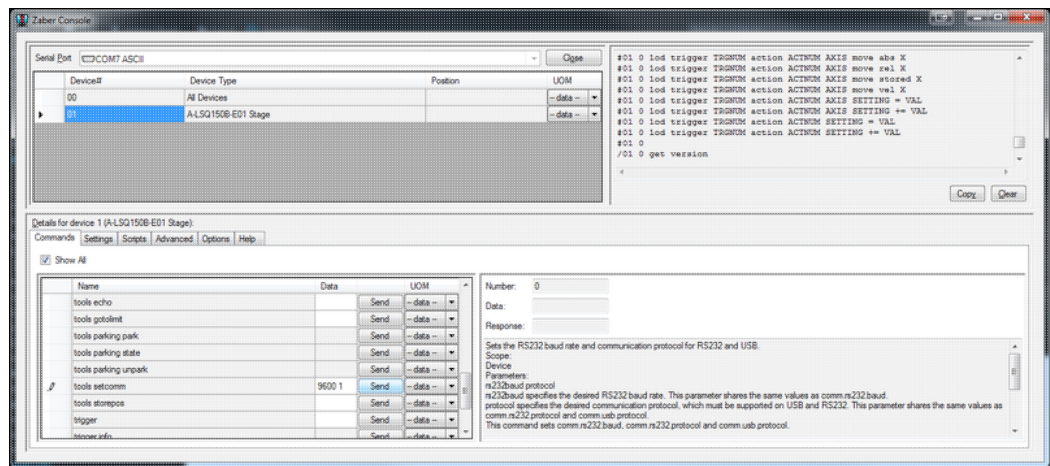 Zaber Console
Serial Port COM7 ASCII Close
Device# Device Type Position UOM
00 All Devices -- data --
01 A-LSQ150B-E01 Stage -- data --
#01 0 lod trigger TRGNUM action ACTNUM AXIS move abs X
#01 0 lod trigger TRGNUM action ACTNUM AXIS move rel X
#01 0 lod trigger TRGNUM action ACTNUM AXIS move stored X
#01 0 lod trigger TRGNUM action ACTNUM AXIS move vel X
#01 0 lod trigger TRGNUM action ACTNUM AXIS SETTING = VAL
#01 0 lod trigger TRGNUM action ACTNUM AXIS SETTING += VAL
#01 0 lod trigger TRGNUM action ACTNUM SETTING = VAL
#01 0 lod trigger TRGNUM action ACTNUM SETTING += VAL
#01 0
/01 0 get version
Copy Clear
Details for device 1 (A-LSQ150B-E01 Stage):
Commands Settings Scripts Advanced Options Help
Show All
Name Data UOM
tools echo Send -- data --
tools gotolimit Send -- data --
tools parking park Send -- data --
tools parking state Send -- data --
tools parking unpark Send -- data --
tools setcomm 9600 1 Send -- data --
tools storepos Send -- data --
trigger Send -- data --
trigger info Send -- data --
Number: 0
Data:
Response:
Sets the RS232 baud rate and communication protocol for RS232 and USB.
Scope:
Device
Parameters:
rs232baud protocol
rs232baud specifies the desired RS232 baud rate. This parameter shares the same values as comm.rs232.baud.
protocol specifies the desired communication protocol, which must be supported on USB and RS232. This parameter shares the same values as
comm.rs232.protocol and comm.usb.protocol.
This command sets comm.rs232.baud, comm.rs232.protocol and comm.usb.protocol.